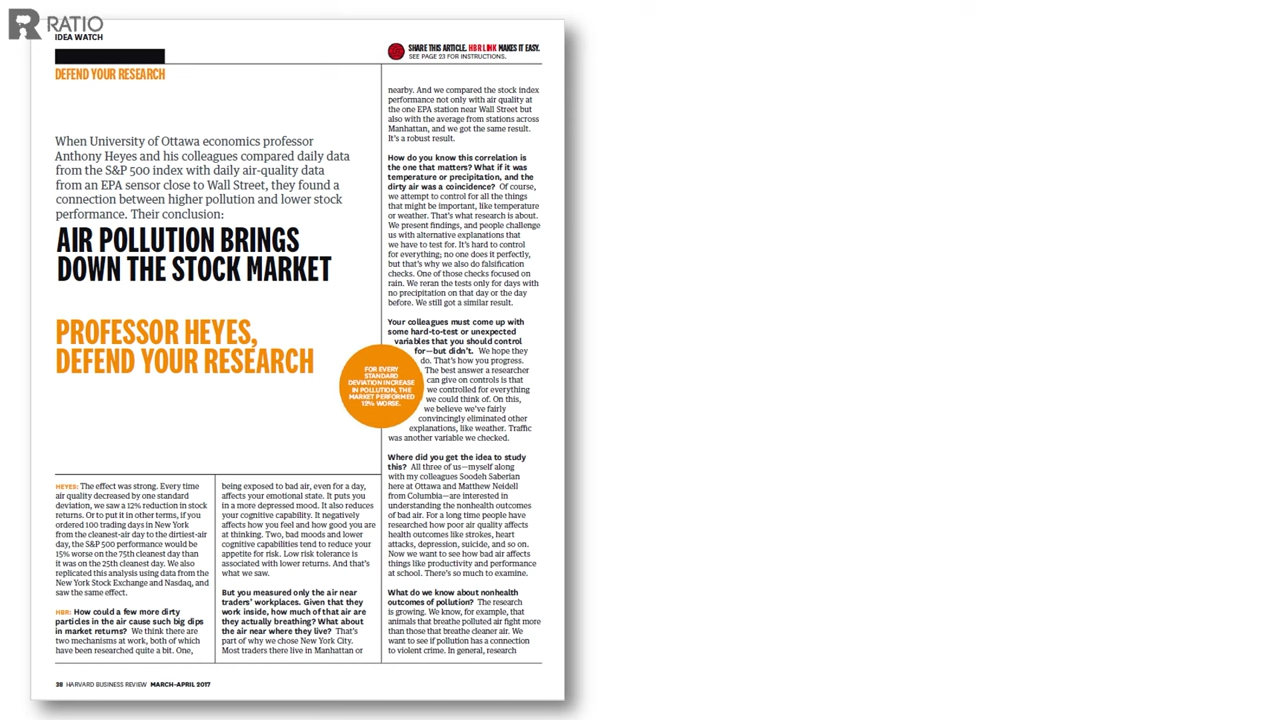 RATIO
IDEA WATCH
SHARE THIS ARTICLE. HBR LINK MAKES IT EASY.
SEE PAGE 23 FOR INSTRUCTIONS.
DEFEND YOUR RESEARCH
When University of Ottawa economics professor
Anthony Heyes and his colleagues compared daily data
from the S&P 500 index with daily air-quality data
from an EPA sensor close to Wall Street, they found a
connection between higher pollution and lower stock
performance. Their conclusion:
AIR POLLUTION BRINGS
DOWN THE STOCK MARKET
PROFESSOR HEYES,
DEFEND YOUR RESEARCH
FOR EVERY
STANDARD
DEVIATION INCREASE
IN POLLUTION, THE
MARKET PERFORMED
12% WORSE.
HEYES: The effect was strong. Every time
air quality decreased by one standard
deviation, we saw a 12% reduction in stock
returns. Or to put it in other terms, if you
ordered 100 trading days in New York
from the cleanest-air day to the dirtiest-air
day, the S&P 500 performance would be
15% worse on the 75th cleanest day than
it was on the 25th cleanest day. We also
replicated this analysis using data from the
New York Stock Exchange and Nasdaq, and
saw the same effect.
HBR: How could a few more dirty
particles in the air cause such big dips
in market returns? We think there are
two mechanisms at work, both of which
have been researched quite a bit. One,
being exposed to bad air, even for a day,
affects your emotional state. It puts you
in a more depressed mood. It also reduces
your cognitive capability. It negatively
affects how you feel and how good you are
at thinking. Two, bad moods and lower
cognitive capabilities tend to reduce your
appetite for risk. Low risk tolerance is
associated with lower returns. And that's
what we saw.
But you measured only the air near
traders' workplaces. Given that they
work inside, how much of that air are
they actually breathing? What about
the air near where they live? That's
part of why we chose New York City.
Most traders there live in Manhattan or
nearby. And we compared the stock index
performance not only with air quality at
the one EPA station near Wall Street but
also with the average from stations across
Manhattan, and we got the same result.
It's a robust result.
How do you know this correlation is
the one that matters? What if it was
temperature or precipitation, and the
dirty air was a coincidence? Of course,
we attempt to control for all the things
that might be important, like temperature
or weather. That's what research is about.
We present findings, and people challenge
us with alternative explanations that
we have to test for. It's hard to control
for everything; no one does it perfectly,
but that's why we also do falsification
checks. One of those checks focused on
rain. We reran the tests only for days with
no precipitation on that day or the day
before. We still got a similar result.
Your colleagues must come up with
some hard-to-test or unexpected
variables that you should control
for—but didn't. We hope they
do. That's how you progress.
The best answer a researcher
can give on controls is that
we controlled for everything
we could think of. On this,
we believe we've fairly
convincingly eliminated other
explanations, like weather. Traffic
was another variable we checked.
Where did you get the idea to study
this? All three of us—myself along
with my colleagues Soodeh Saberian
here at Ottawa and Matthew Neidell
from Columbia—are interested in
understanding the nonhealth outcomes
of bad air. For a long time people have
researched how poor air quality affects
health outcomes like strokes, heart
attacks, depression, suicide, and so on.
Now we want to see how bad air affects
things like productivity and performance
at school. There's so much to examine.
What do we know about nonhealth
outcomes of pollution? The research
is growing. We know, for example, that
animals that breathe polluted air fight more
than those that breathe cleaner air. We
want to see if pollution has a connection
to violent crime. In general, research
38 HARVARD BUSINESS REVIEW MARCH–APRIL 2017